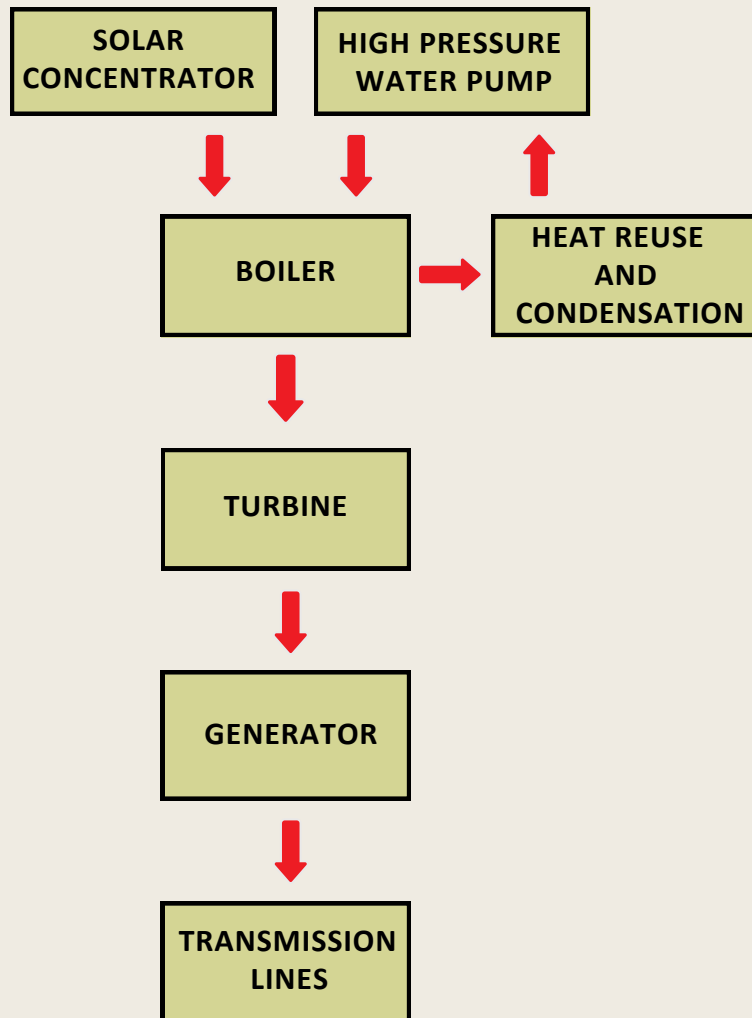 SOLAR
CONCENTRATOR
HIGH PRESSURE
WATER PUMP
BOILER
HEAT REUSE
AND
CONDENSATION
TURBINE
GENERATOR
TRANSMISSION
LINES